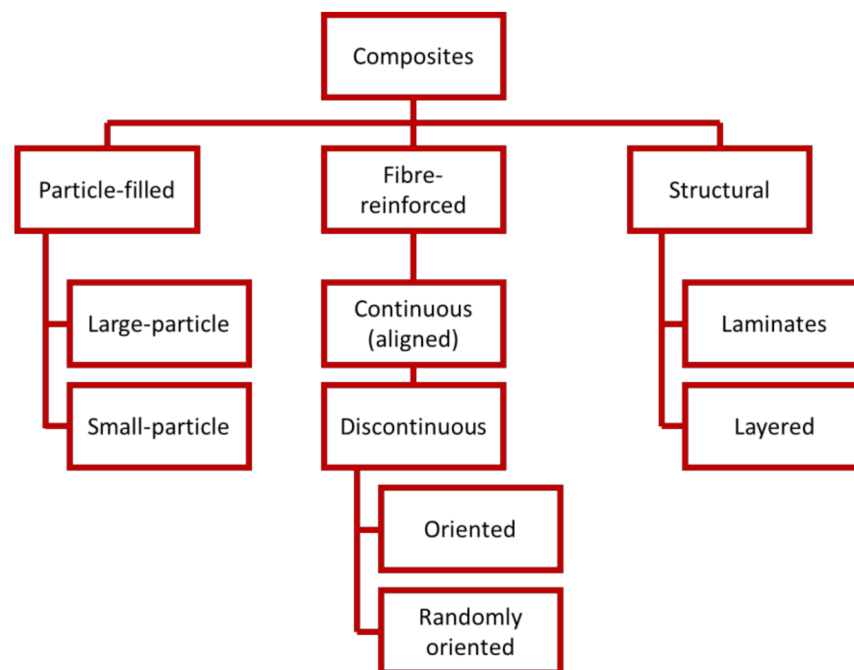 Composites
Particle-filled
Fibre-
reinforced
Structural
Large-particle
Continuous
(aligned)
Laminates
Small-particle
Discontinuous
Layered
Oriented
Randomly
oriented